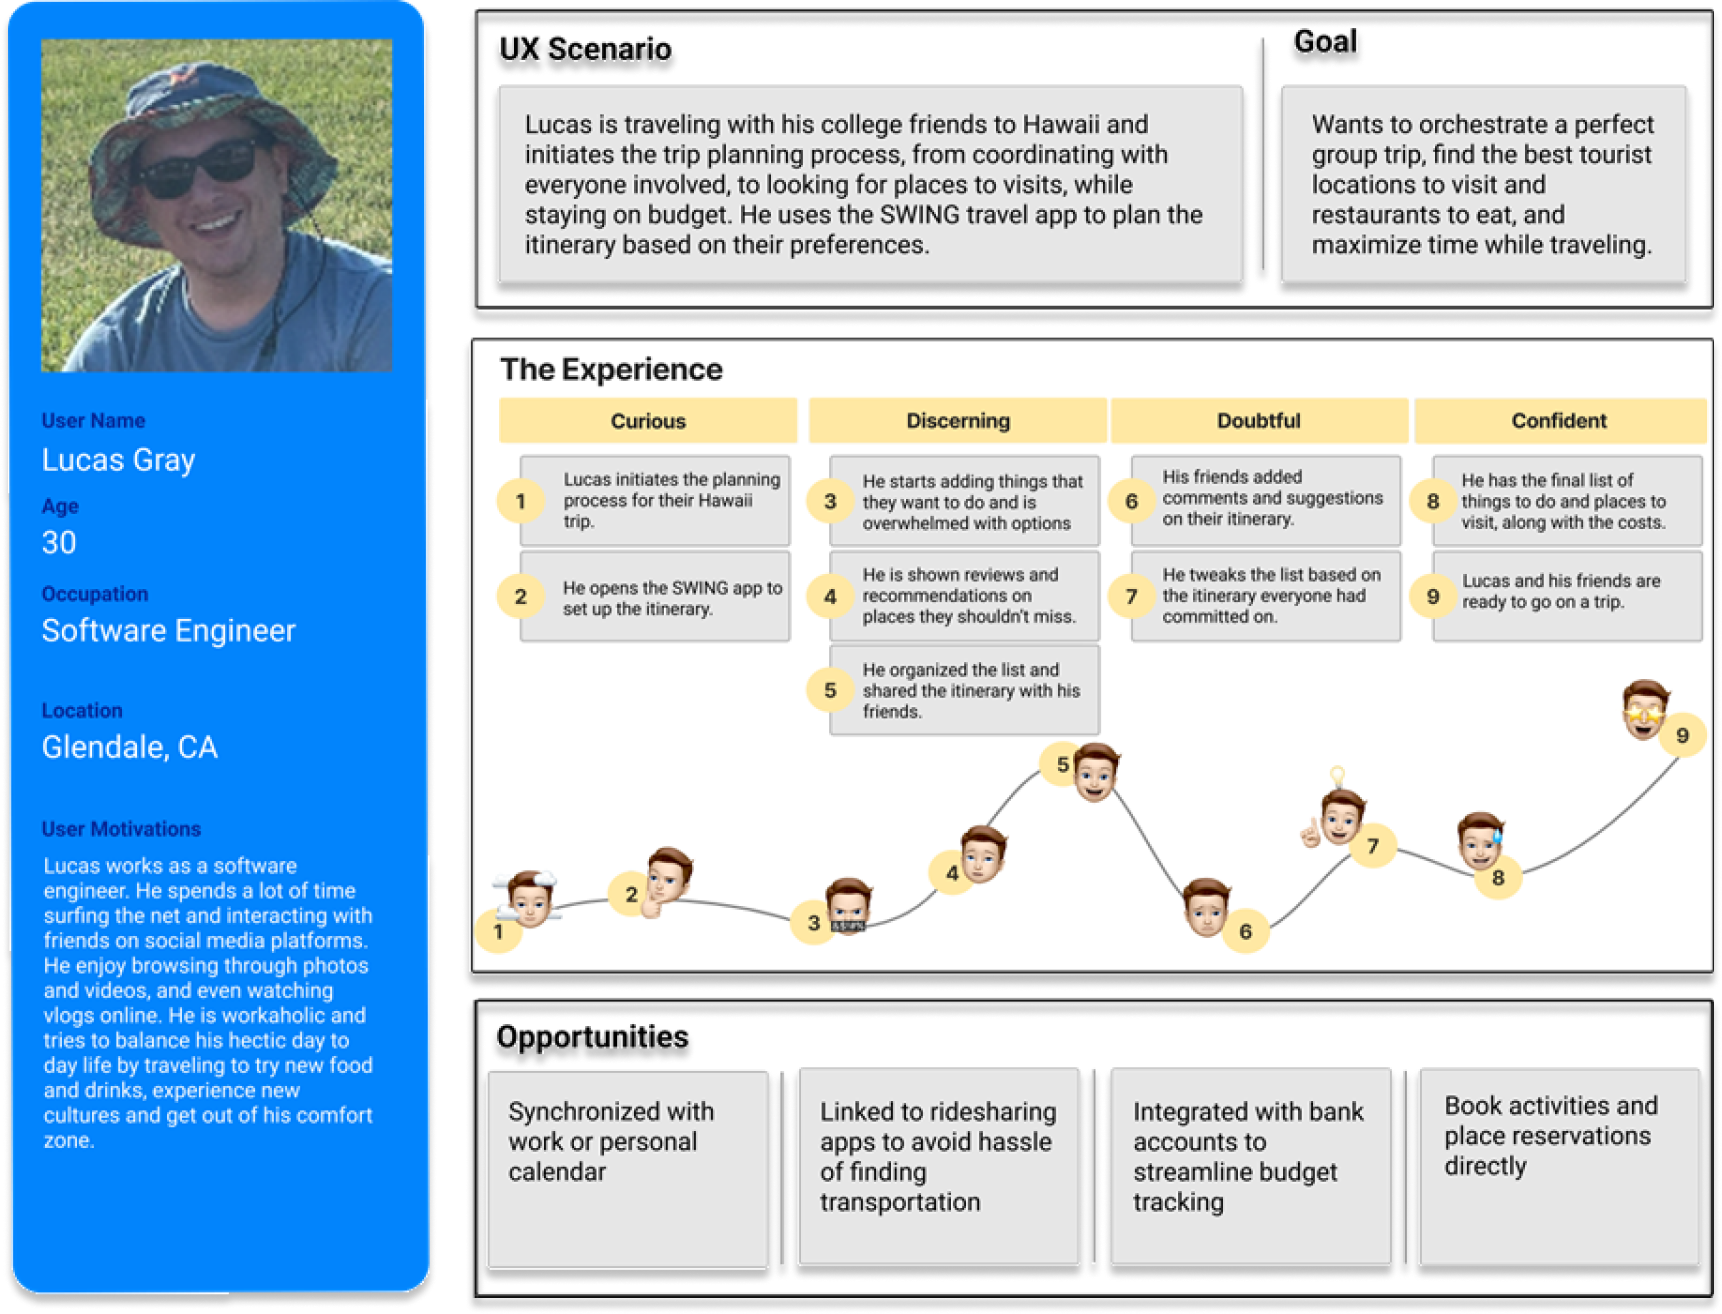 User Name
Lucas Gray
Age
30
Occupation
Software Engineer
Location
Glendale, CA
User Motivations
Lucas works as a software
engineer. He spends a lot of time
surfing the net and interacting with
friends on social media platforms.
He enjoy browsing through photos
and videos, and even watching
vlogs online. He is workaholic and
tries to balance his hectic day to
day life by traveling to try new food
and drinks, experience new
cultures and get out of his comfort
zone.
UX Scenario
Lucas is traveling with his college friends to Hawaii and
initiates the trip planning process, from coordinating with
everyone involved, to looking for places to visits, while
staying on budget. He uses the SWING travel app to plan the
itinerary based on their preferences.
Goal
Wants to orchestrate a perfect
group trip, find the best tourist
locations to visit and
restaurants to eat, and
maximize time while traveling.
The Experience
Curious
1
Lucas initiates the planning
process for their Hawaii
trip.
2
He opens the SWING app to
set up the itinerary.
Discerning
3
He starts adding things that
they want to do and is
overwhelmed with options
4
He is shown reviews and
recommendations on
places they shouldn't miss.
5
He organized the list and
shared the itinerary with his
friends.
Doubtful
6
His friends added
comments and suggestions
on their itinerary.
7
He tweaks the list based on
the itinerary everyone had
committed on.
Confident
8
He has the final list of
things to do and places to
visit, along with the costs.
9
Lucas and his friends are
ready to go on a trip.
1
2
3
4
5
6
7
8
9
Opportunities
Synchronized with
work or personal
calendar
Linked to ridesharing
apps to avoid hassle
of finding
transportation
Integrated with bank
accounts to
streamline budget
tracking
Book activities and
place reservations
directly